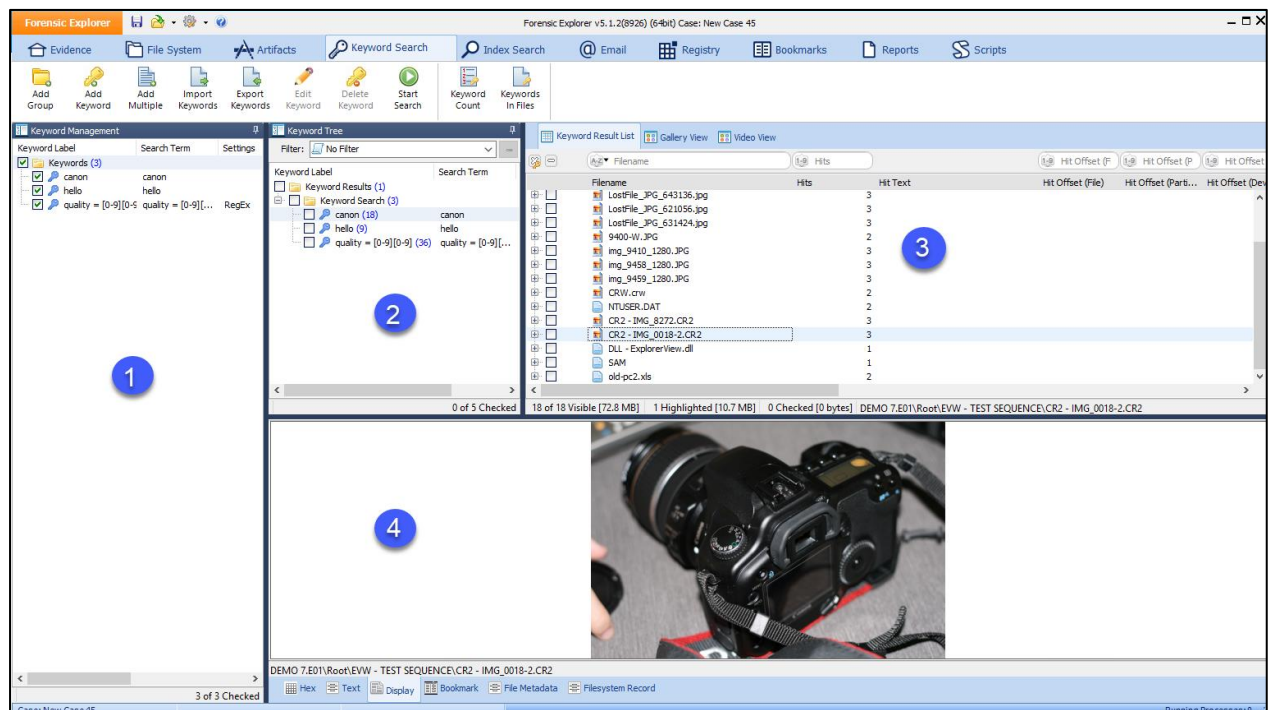 Forensic Explorer
Forensic Explorer v5.1.2(8926) (64bit) Case: New Case 45
Evidence File System Artifacts Keyword Search Index Search Email Registry Bookmarks Reports Scripts
Add Group Add Keyword Add Multiple Import Keywords Export Keywords Edit Keyword Delete Keyword Start Search Keyword Count Keywords In Files
Keyword Management
Keyword Label Search Term Settings
Keywords (3)
canon canon
hello hello
quality = [0-9][0-9 quality = [0-9][... RegEx
1
3 of 3 Checked
Keyword Tree
Filter: No Filter
Keyword Label Search Term
Keyword Results (1)
Keyword Search (3)
canon (18) canon
hello (9) hello
quality = [0-9][0-9] (36) quality = [0-9][...
2
0 of 5 Checked
Keyword Result List Gallery View Video View
Filename Hits Hit Offset (F Hit Offset (P Hit Offset
Filename Hits Hit Text Hit Offset (File) Hit Offset (Parti... Hit Offset (Dev
LostFile_JPG_643136.jpg 3
LostFile_JPG_621056.jpg 3
LostFile_JPG_631424.jpg 3
9400-W.JPG 2
img_9410_1280.JPG 3
img_9458_1280.JPG 3
img_9459_1280.JPG 3
CRW.crw 2
NTUSER.DAT 2
CR2 - IMG_8272.CR2 3
CR2 - IMG_0018-2.CR2 3
DLL - ExplorerView.dll 1
SAM 1
old-pc2.xls 2
3
18 of 18 Visible [72.8 MB] 1 Highlighted [10.7 MB] 0 Checked [0 bytes] DEMO 7.E01\Root\EVW - TEST SEQUENCE\CR2 - IMG_0018-2.CR2
4
DEMO 7.E01\Root\EVW - TEST SEQUENCE\CR2 - IMG_0018-2.CR2
Hex Text Display Bookmark File Metadata Filesystem Record
Case: New Case 45